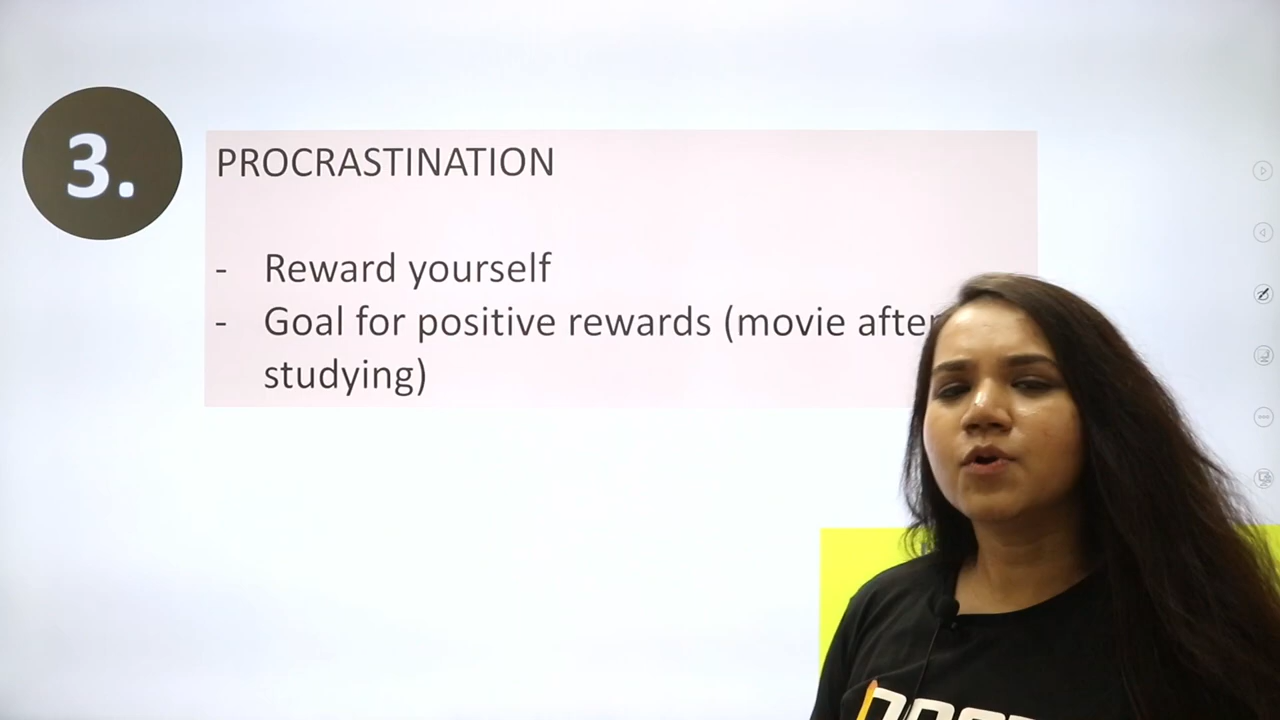 3.
PROCRASTINATION
- Reward yourself
- Goal for positive rewards (movie after
studying)